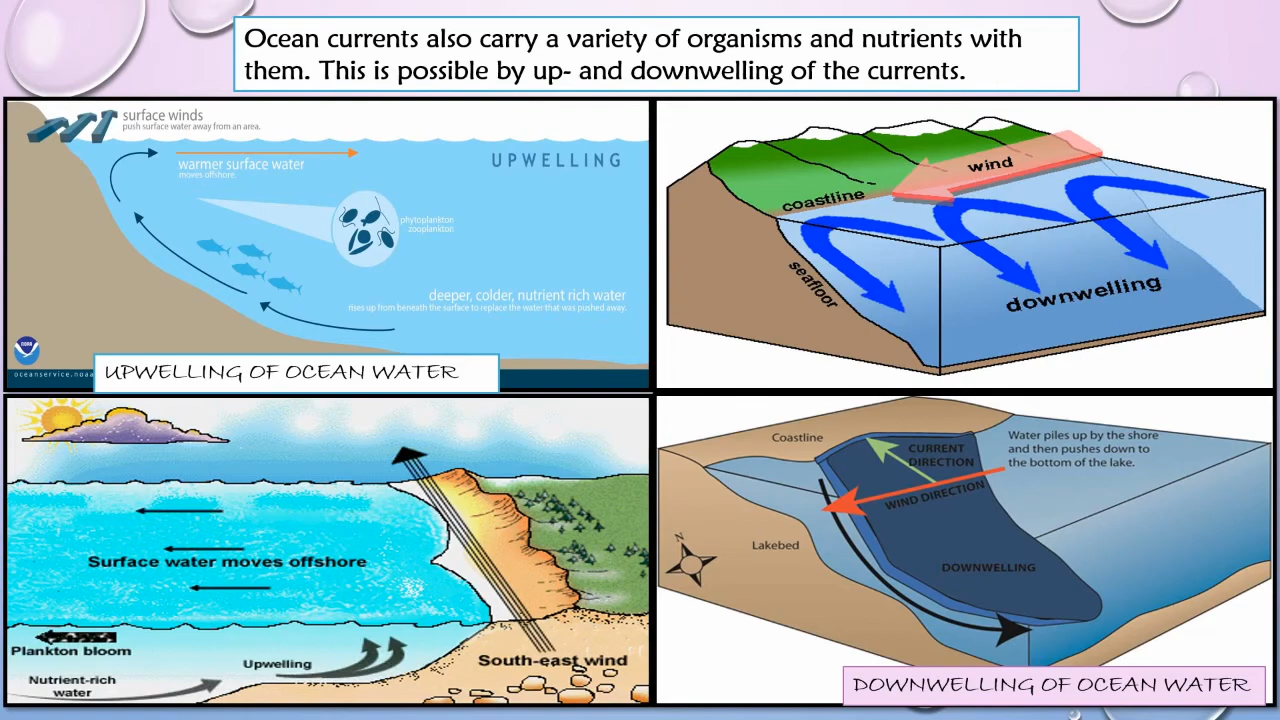 Ocean currents also carry a variety of organisms and nutrients with
them. This is possible by up- and downwelling of the currents.
surface winds
push surface water away from an area.
UPWELLING
warmer surface water
moves offshore.
phytoplankton
zooplankton
deeper, colder, nutrient rich water
rises up from beneath the surface to replace the water that was pushed away.
NOAA
oceanservice.noaa
UPWELLING OF OCEAN WATER
wind
coastline
seafloor
downwelling
Surface water moves offshore
Plankton bloom
Upwelling
South-east wind
Nutrient-rich
water
Coastline
Water piles up by the shore
and then pushes down to
the bottom of the lake.
CURRENT
DIRECTION
WIND DIRECTION
N
Lakebed
DOWNWELLING
DOWNWELLING OF OCEAN WATER